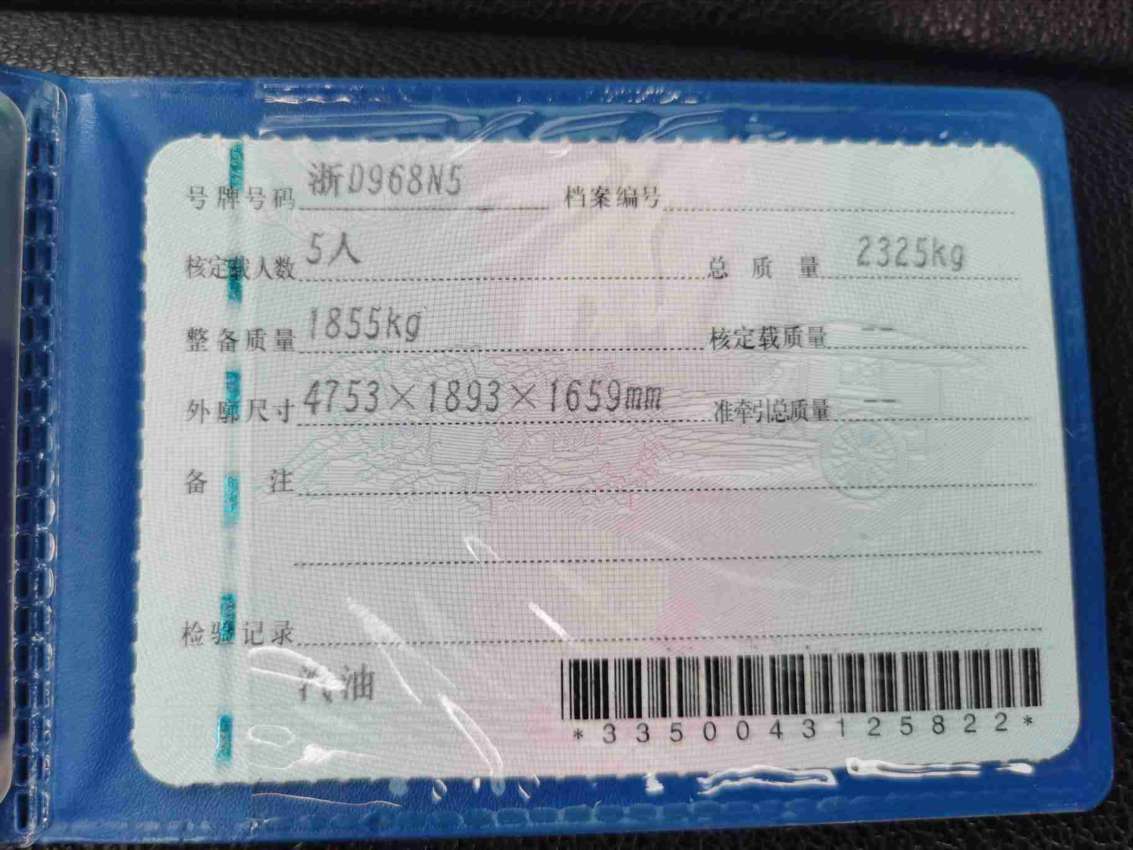 号牌号码 浙D968N5 档案编号
核定载人数 5人 总质量 2325kg
整备质量 1855kg 核定载质量 --
外廓尺寸 4753×1893×1659mm 准牵引总质量 --
备注
检验记录
汽油
*3350043125822*